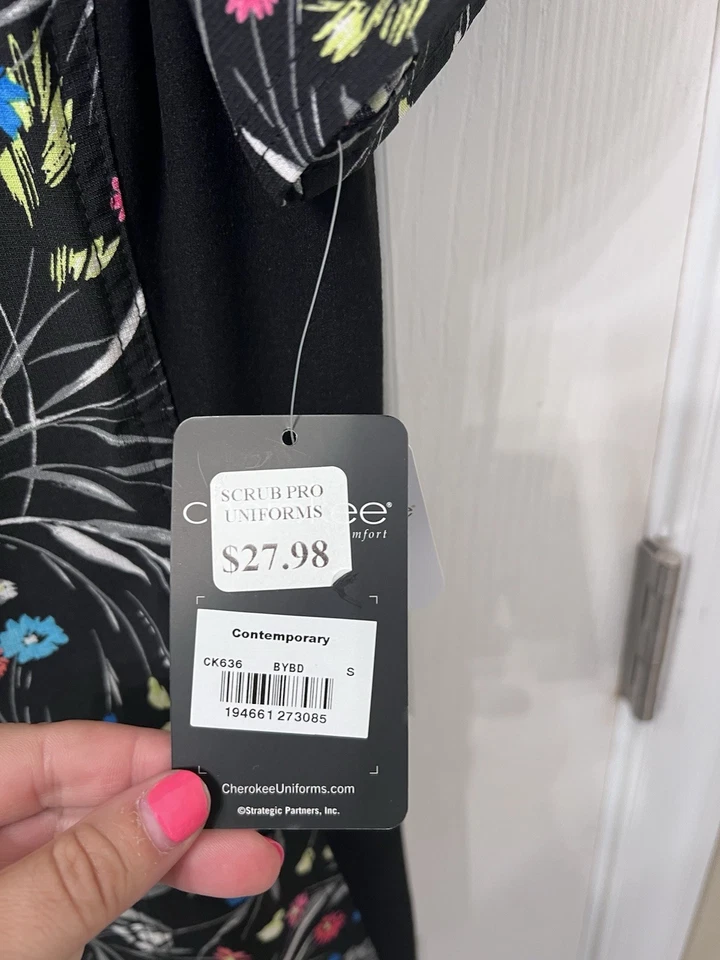 SCRUB PRO
UNIFORMS
$27.98
Contemporary
CK636 BYBD S
194661 273085
CherokeeUniforms.com
©Strategic Partners, Inc.